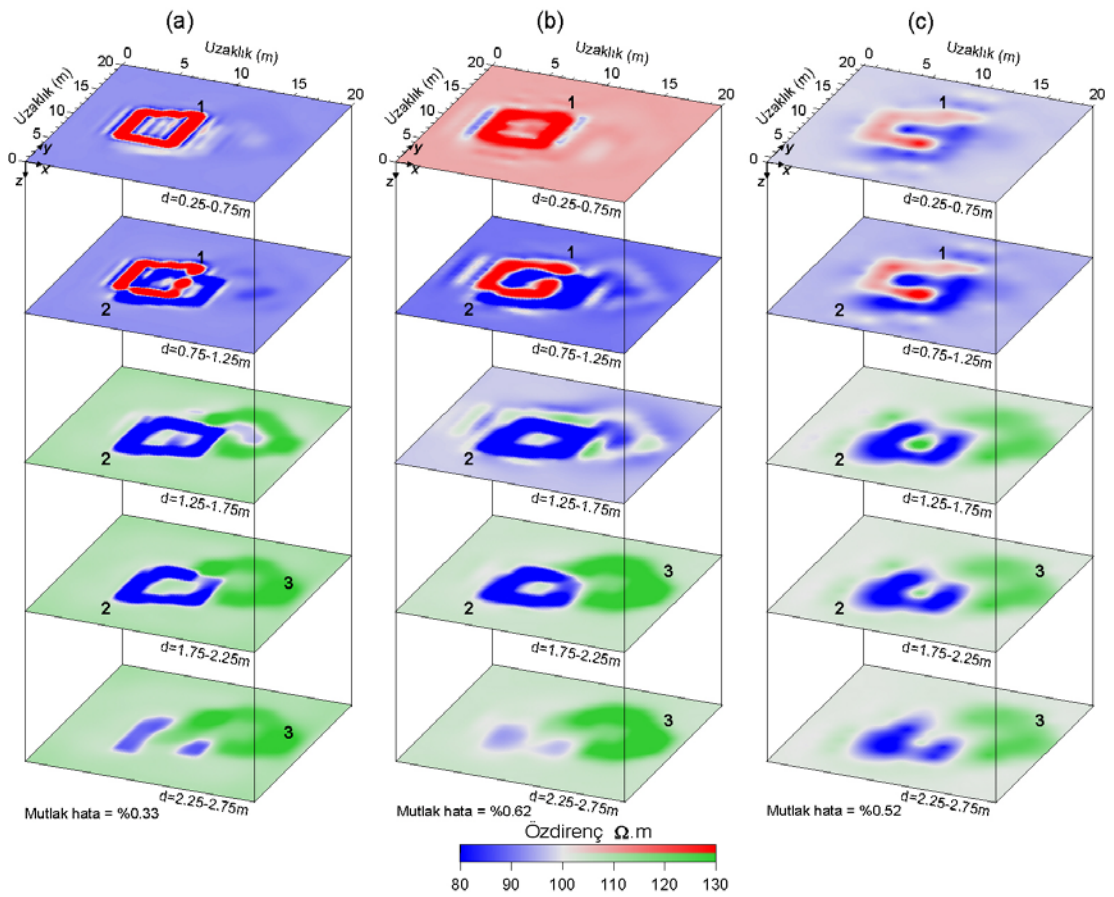 (a)
(b)
(c)
Uzaklık (m)
0
5
10
15
20
Uzaklık (m)
20
15
10
5
0
y
x
z
1
d=0.25-0.75m
1
2
d=0.75-1.25m
2
d=1.25-1.75m
2
3
d=1.75-2.25m
3
d=2.25-2.75m
Mutlak hata = %0.33
Uzaklık (m)
0
5
10
15
20
Uzaklık (m)
20
15
10
5
0
y
x
z
1
d=0.25-0.75m
1
2
d=0.75-1.25m
2
d=1.25-1.75m
2
3
d=1.75-2.25m
3
d=2.25-2.75m
Mutlak hata = %0.62
Uzaklık (m)
0
5
10
15
20
Uzaklık (m)
20
15
10
5
0
y
x
z
1
d=0.25-0.75m
1
2
d=0.75-1.25m
2
d=1.25-1.75m
2
3
d=1.75-2.25m
3
d=2.25-2.75m
Mutlak hata = %0.52
Özdirenç Ω.m
80 90 100 110 120 130